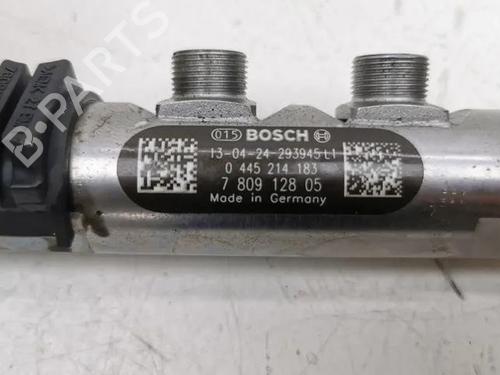 B-PARTS
015 BOSCH
13-04-24-293945L1
0 445 214 183
7 809 128 05
Made in Germany